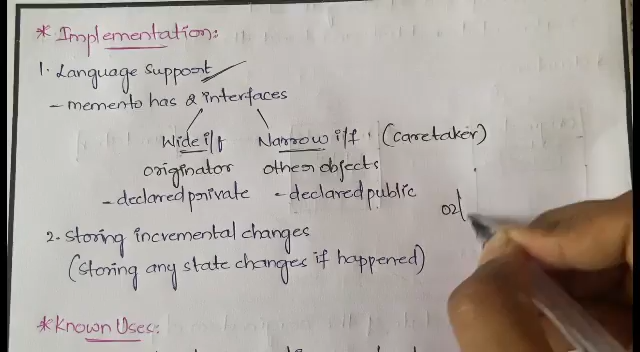 * Implementation:
1. Language Support
- memento has 2 interfaces
Wide i/f Narrow i/f. (caretaker)
originator other objects
- declared private - declared public
2. Storing incremental changes
(storing any state changes if happened)
* Known Uses: